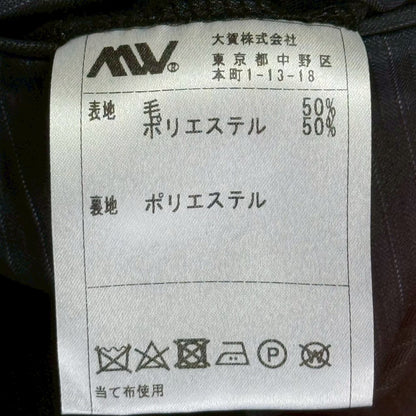 MW®
大賀株式会社
東京都中野区
本町1-13-18
表地 毛 50%
ポリエステル 50%
裏地 ポリエステル
P W
当て布使用